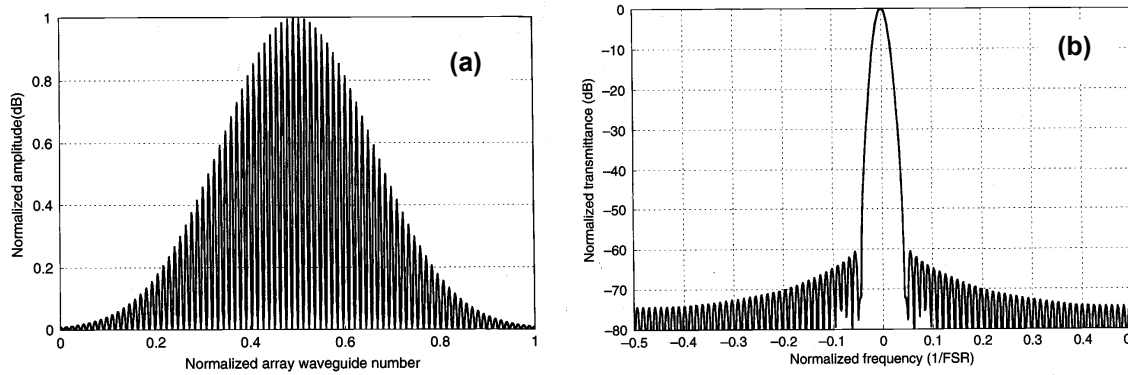 (a)
Normalized amplitude(dB)
1
0.8
0.6
0.4
0.2
0
0 0.2 0.4 0.6 0.8 1
Normalized array waveguide number
(b)
Normalized transmittance (dB)
0
−10
−20
−30
−40
−50
−60
−70
−80
−0.5 −0.4 −0.3 −0.2 −0.1 0 0.1 0.2 0.3 0.4 0.5
Normalized frequency (1/FSR)